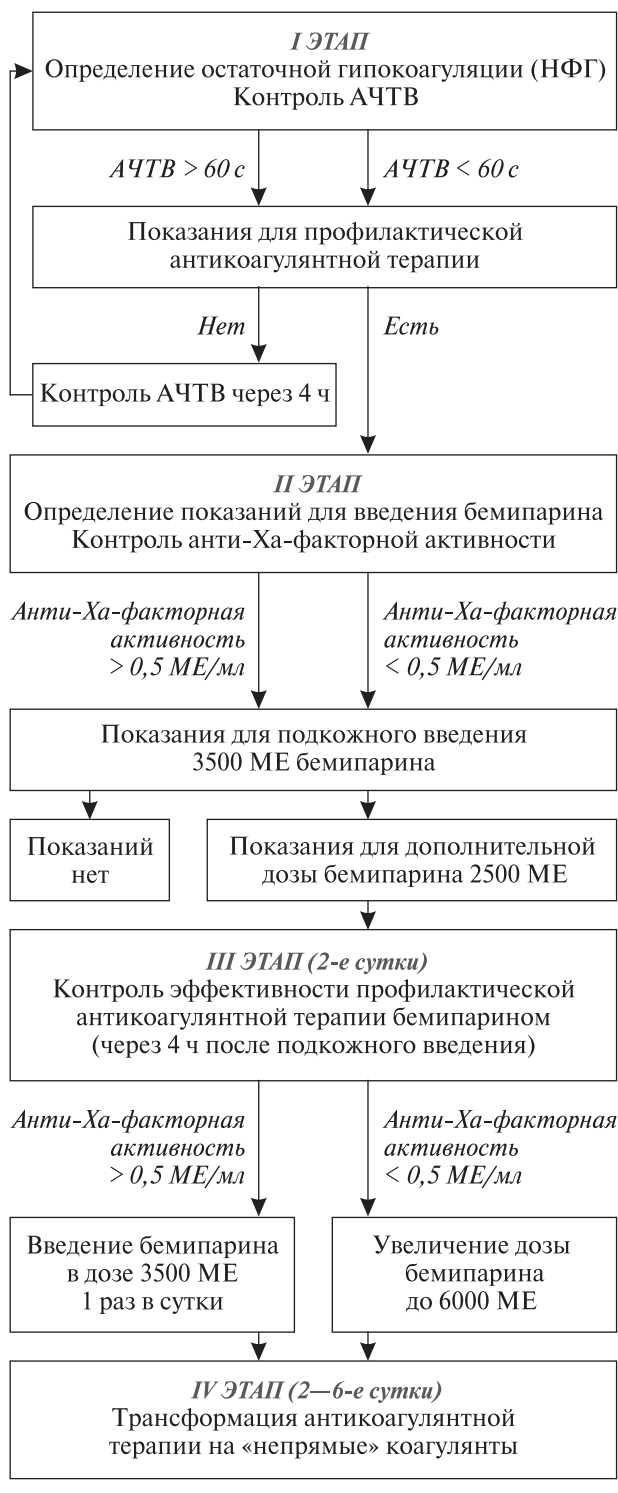 I ЭТАП
Определение остаточной гипокоагуляции (НФГ)
Контроль АЧТВ
АЧТВ > 60 с
АЧТВ < 60 с
Показания для профилактической
антикоагулянтной терапии
Нет
Есть
Контроль АЧТВ через 4 ч
II ЭТАП
Определение показаний для введения бемипарина
Контроль анти-Ха-факторной активности
Анти-Ха-факторная
активность
> 0,5 МЕ/мл
Анти-Ха-факторная
активность
< 0,5 МЕ/мл
Показания для подкожного введения
3500 МЕ бемипарина
Показаний
нет
Показания для дополнительной
дозы бемипарина 2500 МЕ
III ЭТАП (2-е сутки)
Контроль эффективности профилактической
антикоагулянтной терапии бемипарином
(через 4 ч после подкожного введения)
Анти-Ха-факторная
активность
> 0,5 МЕ/мл
Анти-Ха-факторная
активность
< 0,5 МЕ/мл
Введение бемипарина
в дозе 3500 МЕ
1 раз в сутки
Увеличение дозы
бемипарина
до 6000 МЕ
IV ЭТАП (2—6-е сутки)
Трансформация антикоагулянтной
терапии на «непрямые» коагулянты